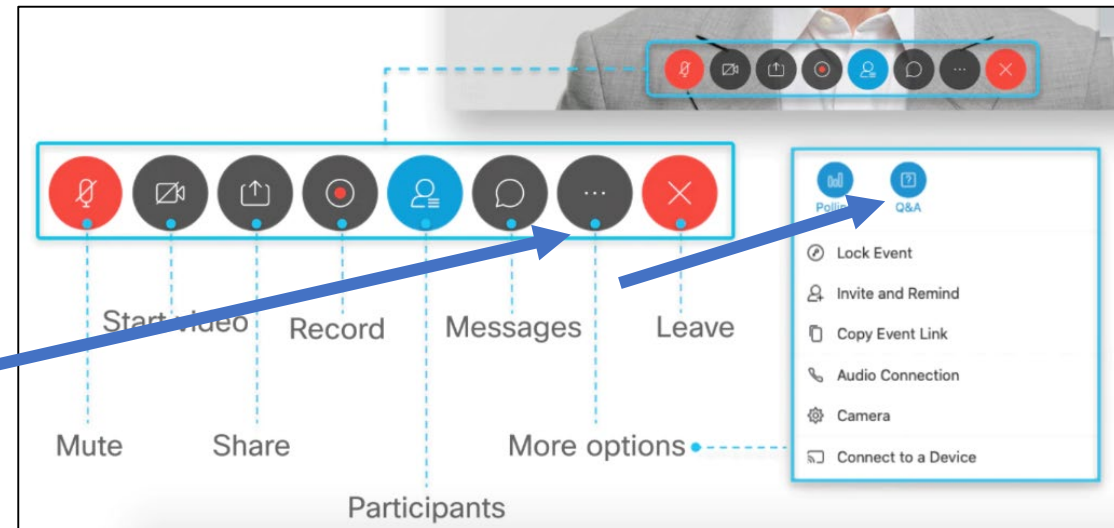 Polling
Q&A
Lock Event
Invite and Remind
Copy Event Link
Audio Connection
Camera
Connect to a Device
Start video
Record
Messages
Leave
Mute
Share
More options
Participants